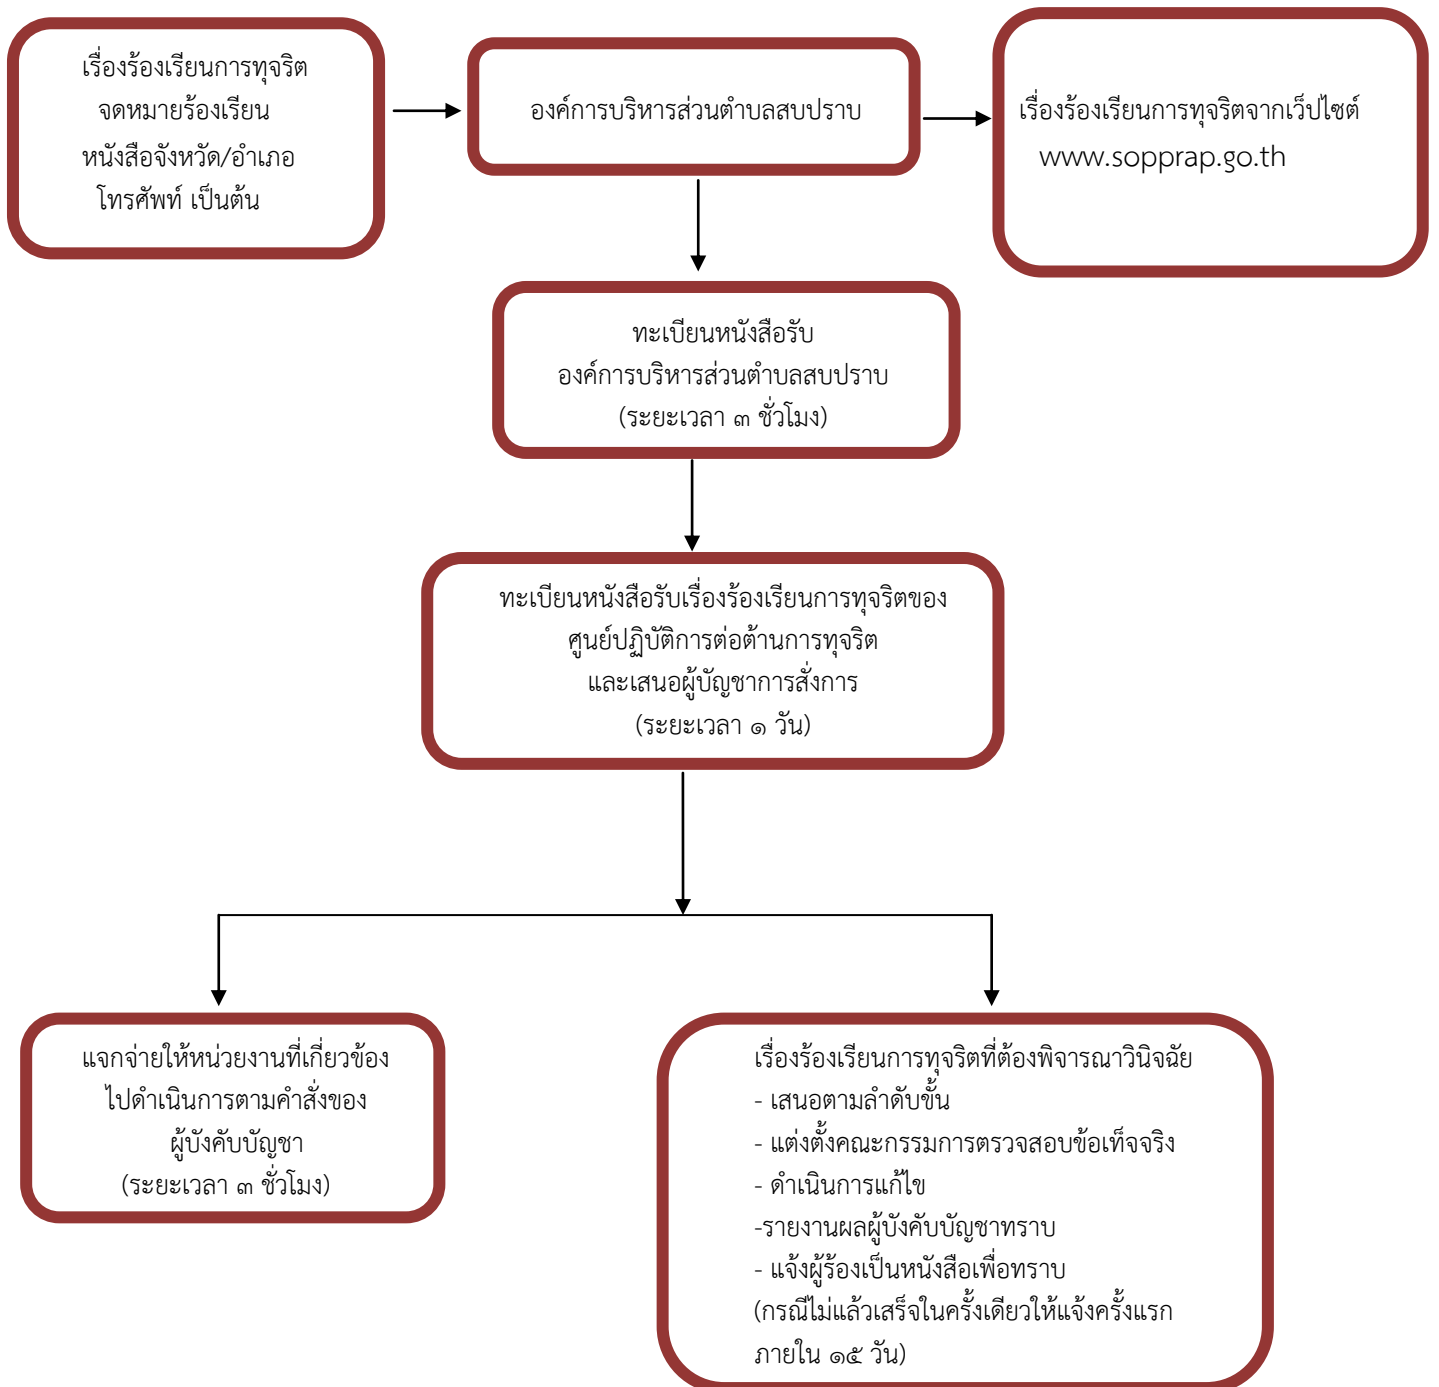 เรื่องร้องเรียนการทุจริต
จดหมายร้องเรียน
หนังสือจังหวัด/อำเภอ
โทรศัพท์ เป็นต้น
องค์การบริหารส่วนตำบลสบปราบ
เรื่องร้องเรียนการทุจริตจากเว็ปไซต์
www.sopprap.go.th
ทะเบียนหนังสือรับ
องค์การบริหารส่วนตำบลสบปราบ
(ระยะเวลา ๓ ชั่วโมง)
ทะเบียนหนังสือรับเรื่องร้องเรียนการทุจริตของ
ศูนย์ปฏิบัติการต่อต้านการทุจริต
และเสนอผู้บัญชาการสั่งการ
(ระยะเวลา ๑ วัน)
แจกจ่ายให้หน่วยงานที่เกี่ยวข้อง
ไปดำเนินการตามคำสั่งของ
ผู้บังคับบัญชา
(ระยะเวลา ๓ ชั่วโมง)
เรื่องร้องเรียนการทุจริตที่ต้องพิจารณาวินิจฉัย
- เสนอตามลำดับขั้น
- แต่งตั้งคณะกรรมการตรวจสอบข้อเท็จจริง
- ดำเนินการแก้ไข
-รายงานผลผู้บังคับบัญชาทราบ
- แจ้งผู้ร้องเป็นหนังสือเพื่อทราบ
(กรณีไม่แล้วเสร็จในครั้งเดียวให้แจ้งครั้งแรก
ภายใน ๑๕ วัน)